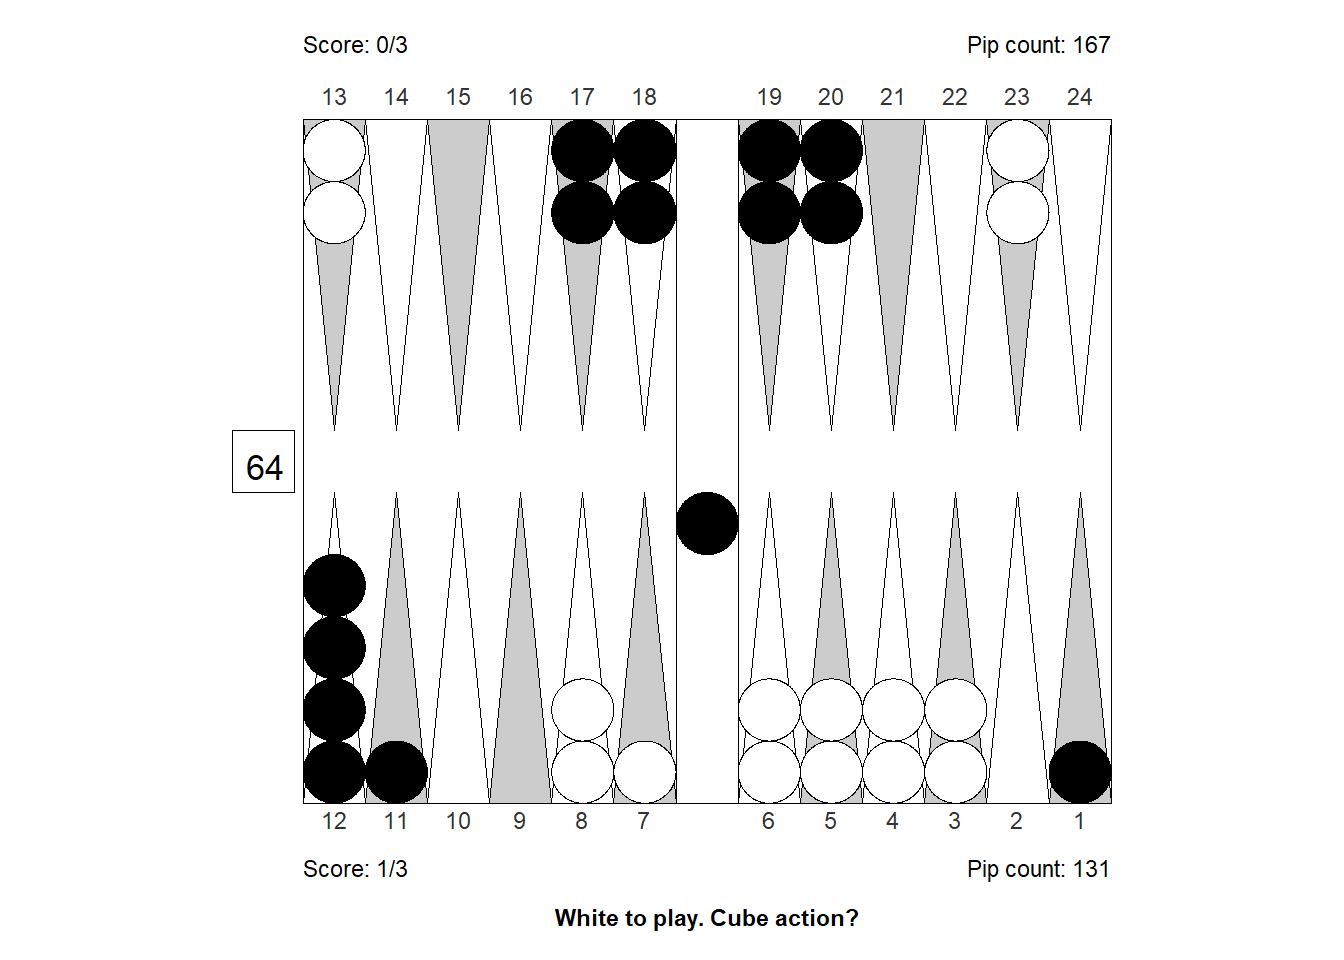 Score: 0/3 Pip count: 167
13 14 15 16 17 18 19 20 21 22 23 24
64
12 11 10 9 8 7 6 5 4 3 2 1
Score: 1/3 Pip count: 131
White to play. Cube action?